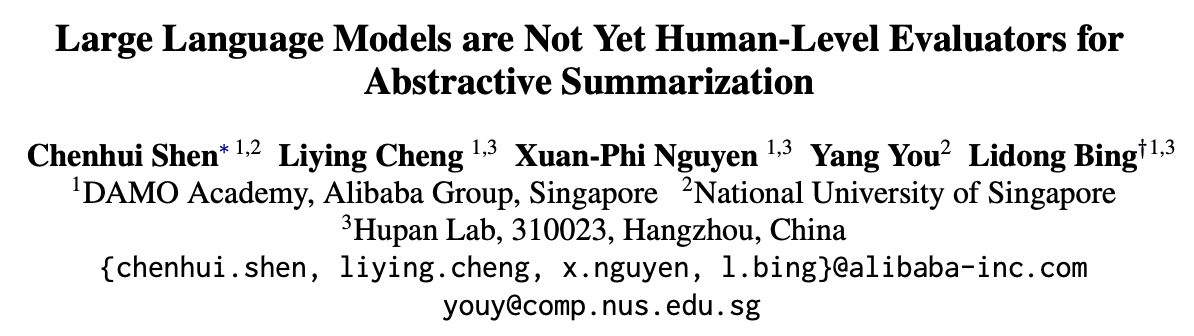 Large Language Models are Not Yet Human-Level Evaluators for
Abstractive Summarization
Chenhui Shen* 1,2 Liying Cheng 1,3 Xuan-Phi Nguyen 1,3 Yang You2 Lidong Bing†1,3
1DAMO Academy, Alibaba Group, Singapore 2National University of Singapore
3Hupan Lab, 310023, Hangzhou, China
{chenhui.shen, liying.cheng, x.nguyen, l.bing}@alibaba-inc.com
youy@comp.nus.edu.sg